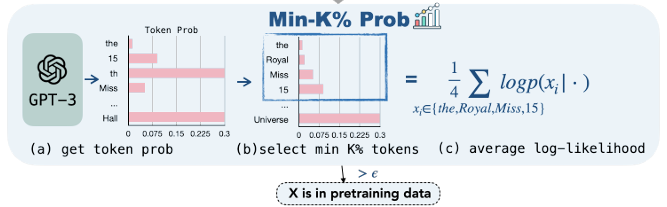 Min-K% Prob
GPT-3
Token Prob
the
15
th
Miss
...
Hall
0 0.075 0.15 0.225 0.3
the
Royal
Miss
15
...
Universe
0 0.075 0.15 0.225 0.3
= 1/4 ∑ logp(x_i| · )
x_i∈{the,Royal,Miss,15}
(a) get token prob
(b)select min K% tokens
(c) average log-likelihood
> ϵ
X is in pretraining data